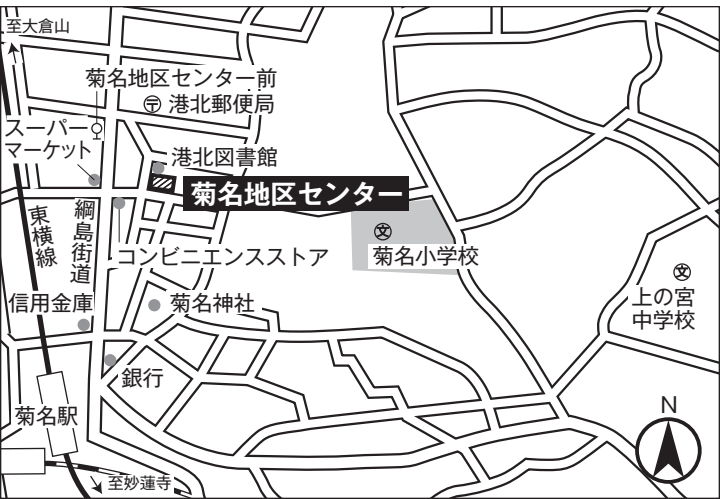 至大倉山
菊名地区センター前
〒 港北郵便局
スーパー
マーケット
港北図書館
菊名地区センター
東横線
綱島街道
コンビニエンスストア
文
菊名小学校
文
上の宮
中学校
信用金庫
菊名神社
銀行
菊名駅
N
至妙蓮寺